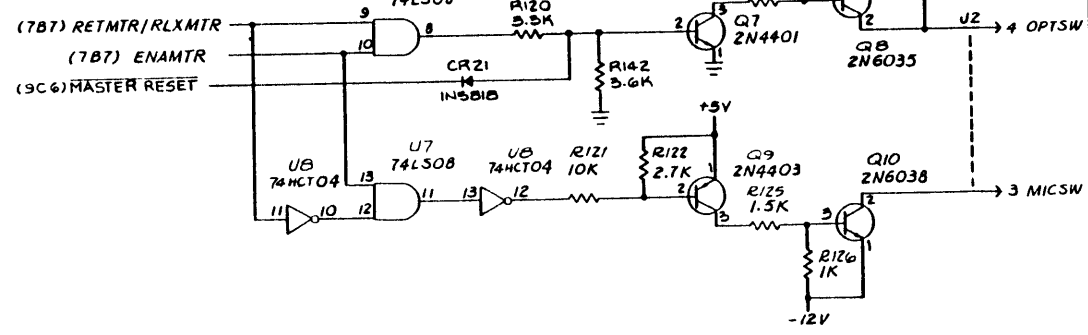 74LS08
R120
3.3K
9
(7B7) RETMTR/RLXMTR
10
8
(7B7) ENAMTR
(9C6) MASTER RESET
CR21
1N5818
R142
3.6K
2
3
1
Q7
2N4401
2
Q8
2N6035
J2
4 OPTSW
+5V
U8
74HCT04
U7
74LS08
U8
74HCT04
R121
10K
R122
2.7K
Q9
2N4403
R125
1.5K
Q10
2N6038
13
12
11
11
10
13
12
2
1
3
3
2
1
3 MICSW
R126
1K
-12V